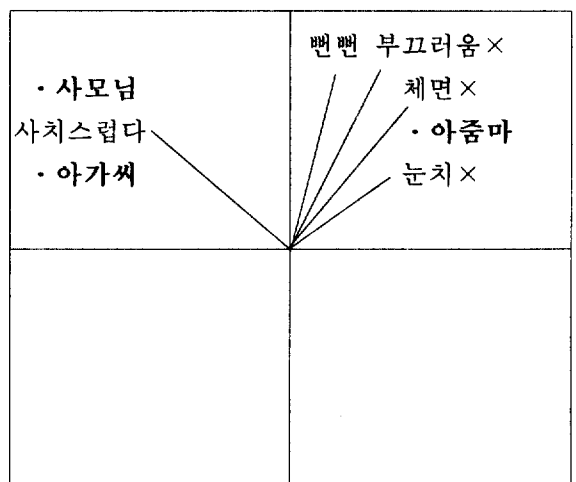 뻔뻔 부끄러움×
· 사모님
체면×
사치스럽다
· 아줌마
· 아가씨
눈치×